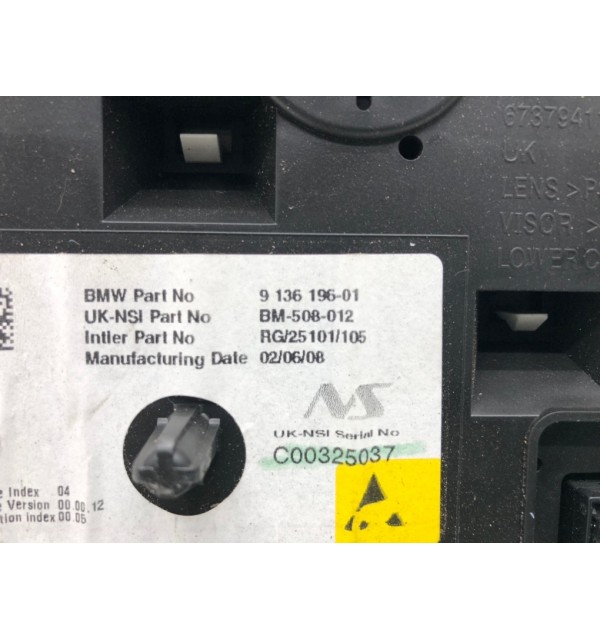 6737941
UK
LENS > P
VISOR >
LOWER C
BMW Part No 9 136 196-01
UK-NSI Part No BM-508-012
Intier Part No RG/25101/105
Manufacturing Date 02/06/08
NS
UK-NSI Serial No
C00325037
e Index 04
e Version 00.00.12
tion index 00.05